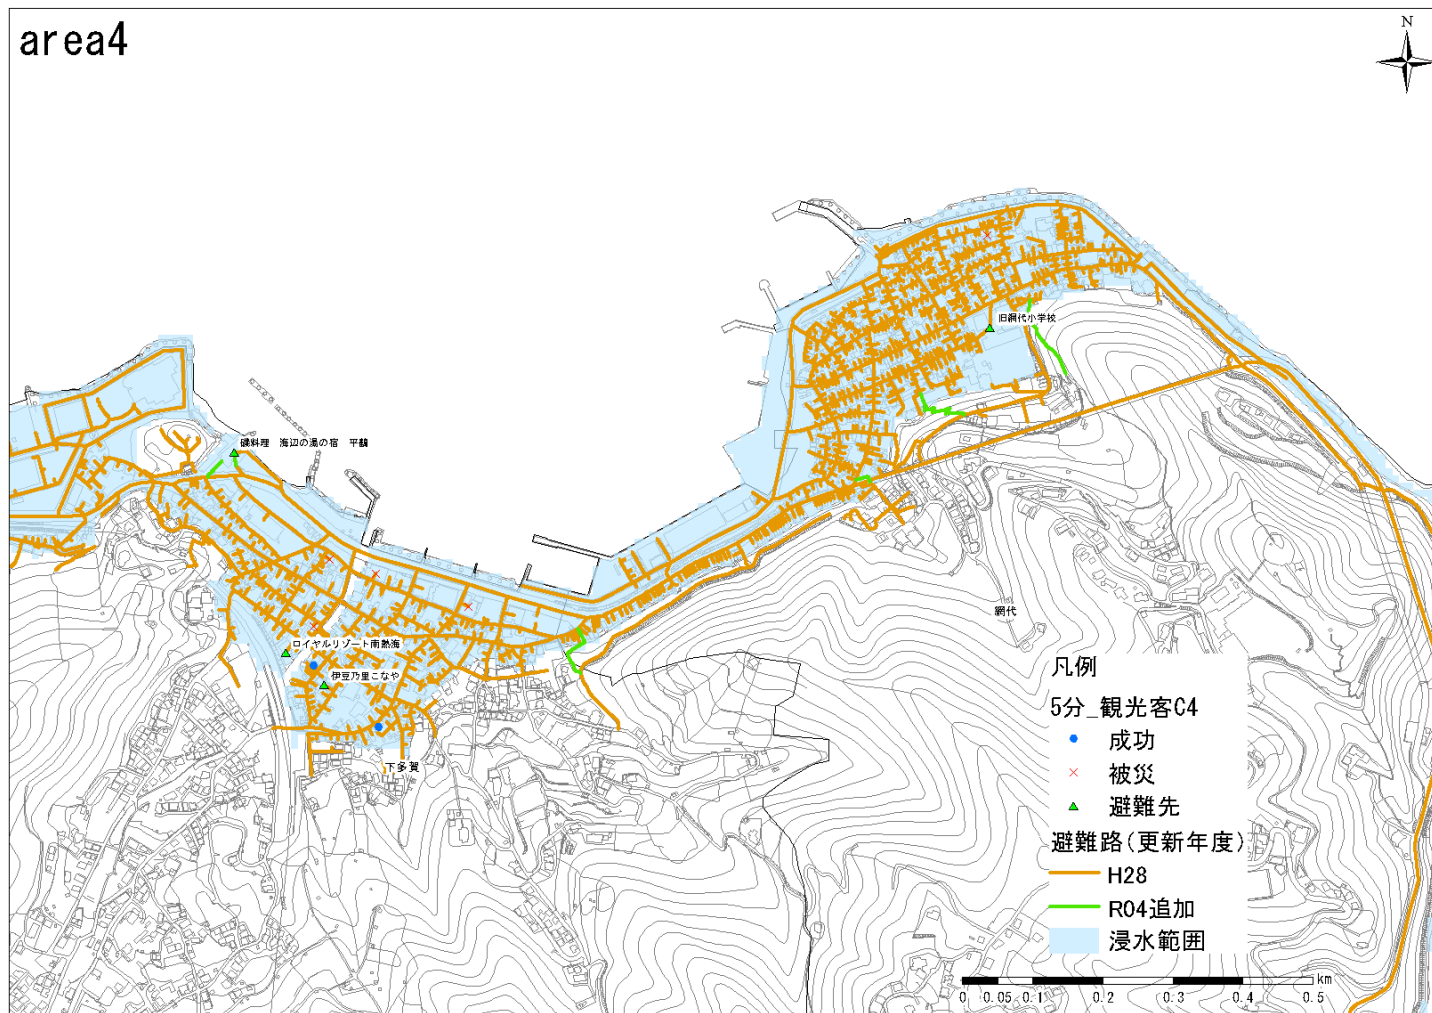 area4
N
旧網代小学校
磯料理　海辺の湯の宿　平鶴
網代
ロイヤルリゾート南熱海
伊豆乃里こなや
下多賀
凡例
5分_観光客C4
成功
被災
避難先
避難路(更新年度)
H28
R04追加
浸水範囲
km
0 0.05 0.1 0.2 0.3 0.4 0.5